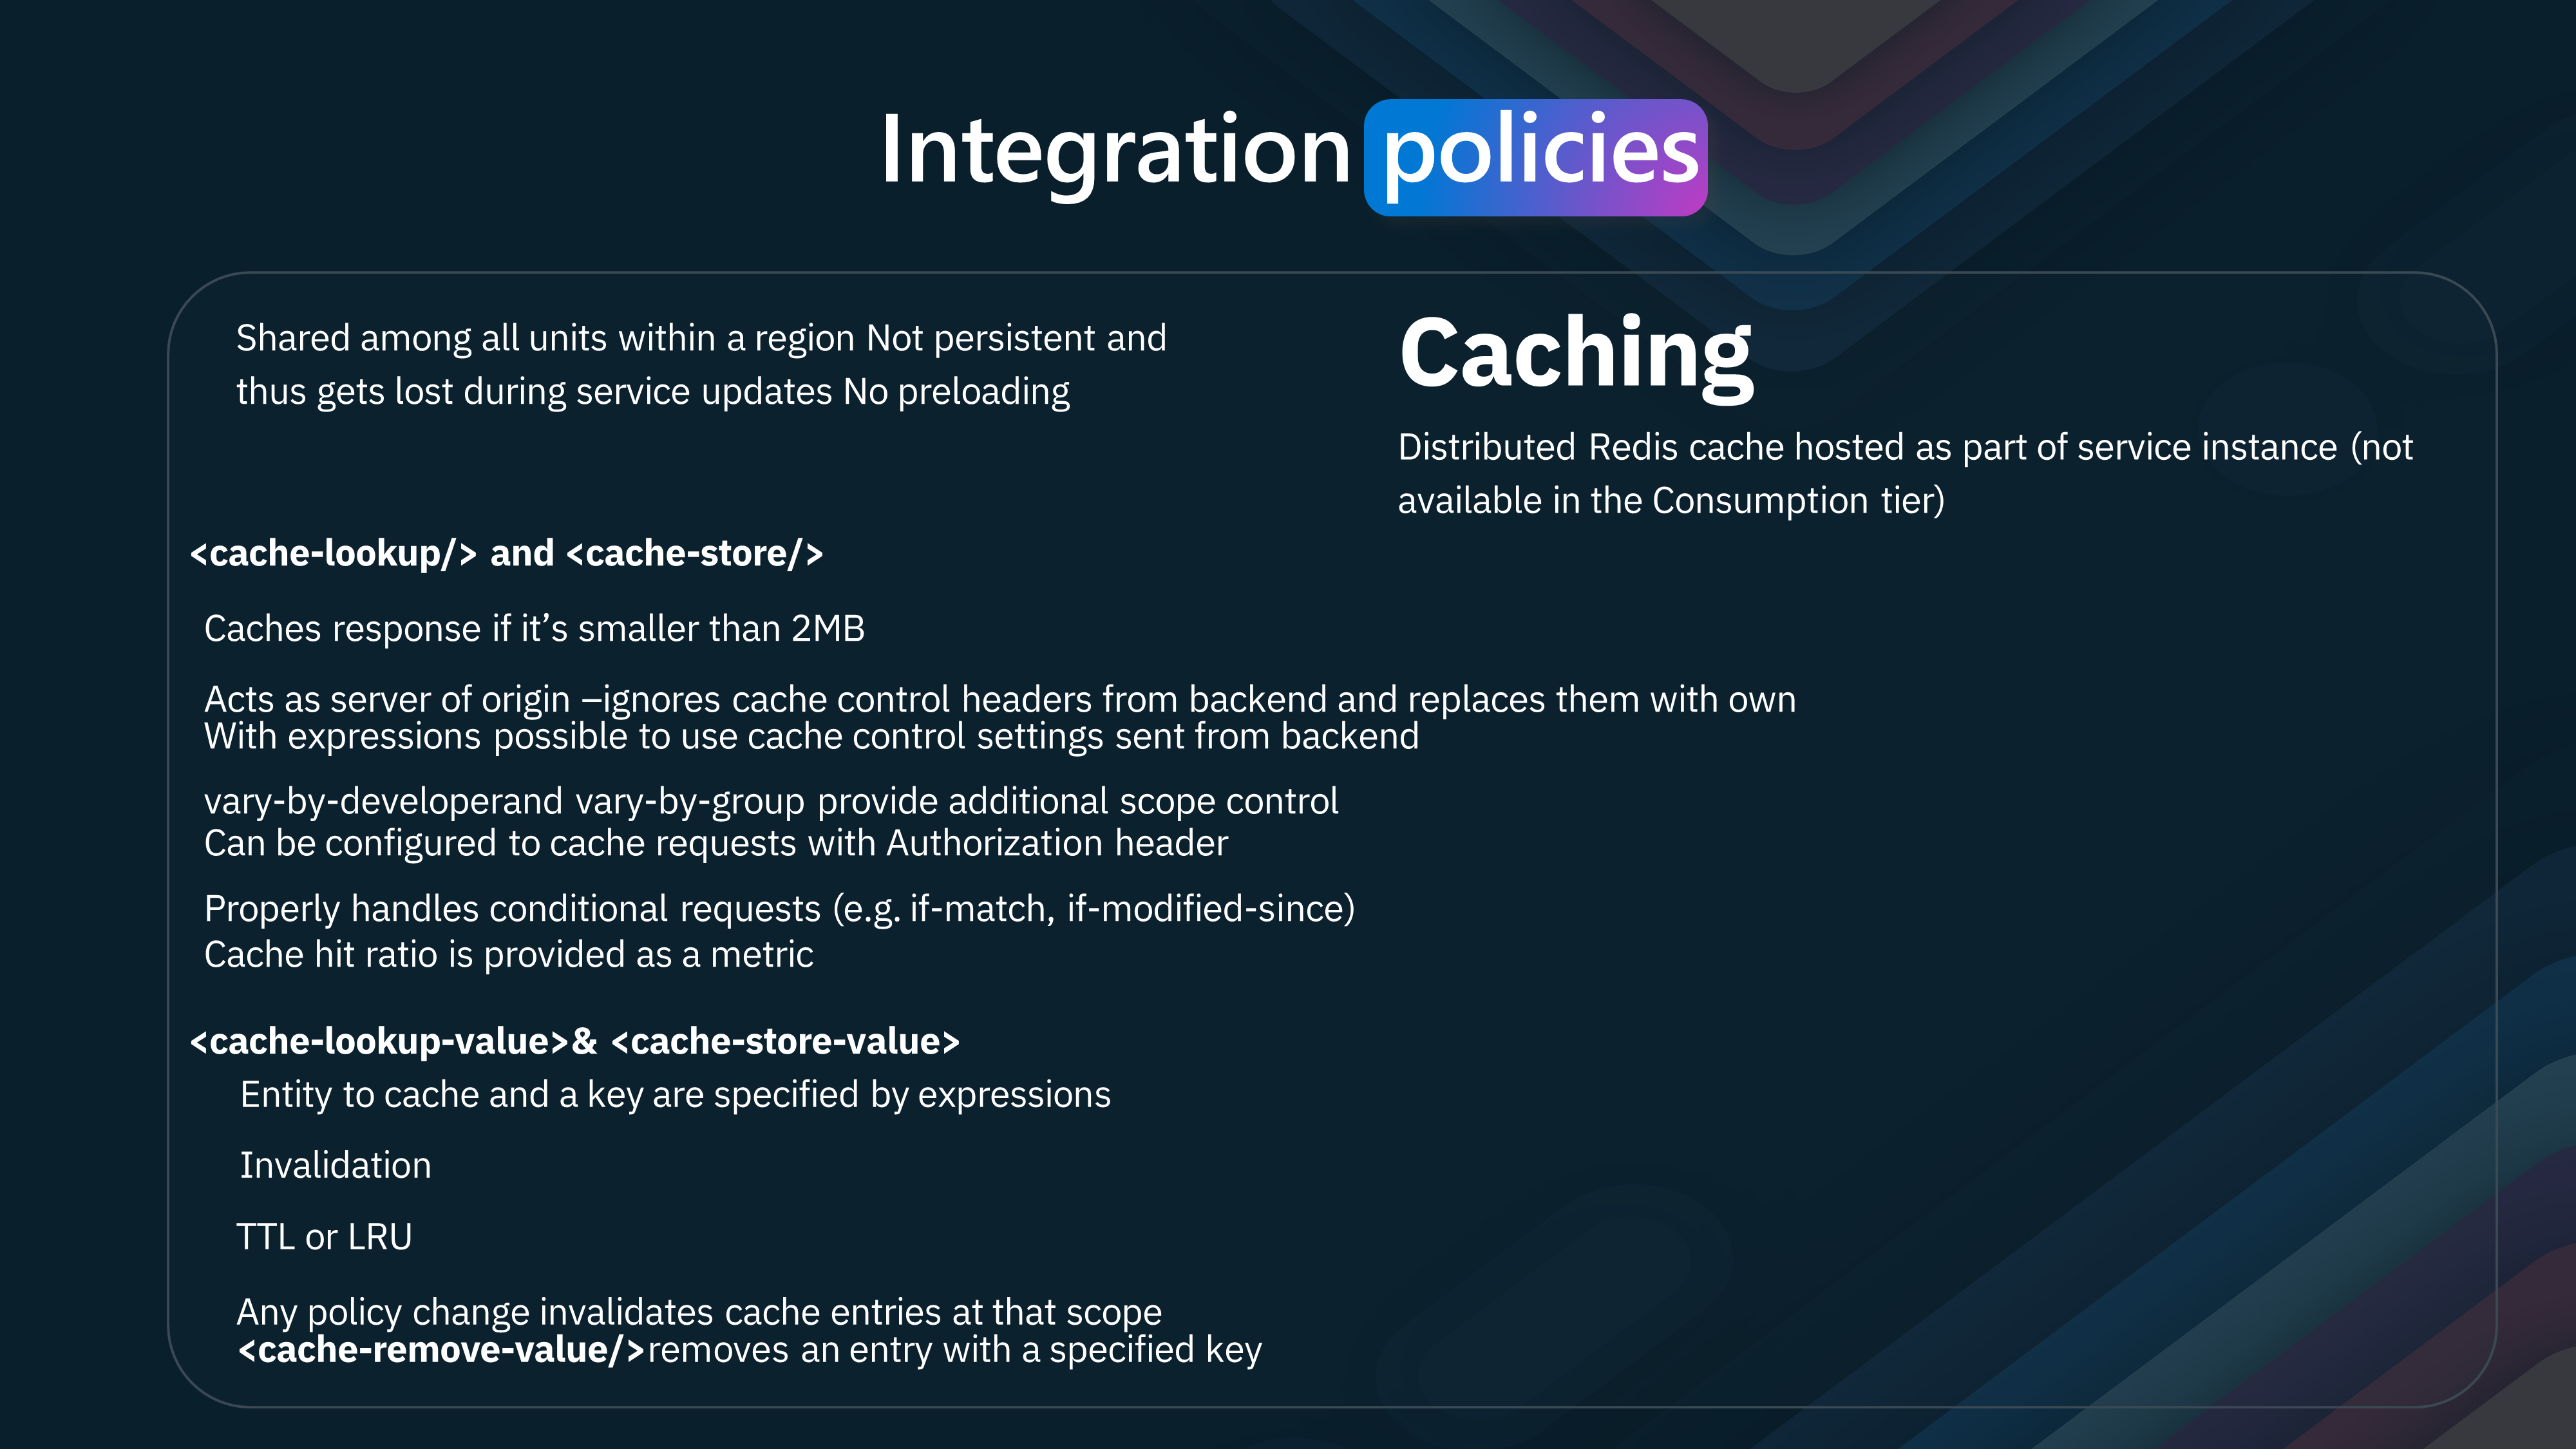 Integration policies
Shared among all units within a region Not persistent and
thus gets lost during service updates No preloading
Caching
Distributed Redis cache hosted as part of service instance (not
available in the Consumption tier)
<cache-lookup/> and <cache-store/>
Caches response if it’s smaller than 2MB
Acts as server of origin –ignores cache control headers from backend and replaces them with own
With expressions possible to use cache control settings sent from backend
vary-by-developerand vary-by-group provide additional scope control
Can be configured to cache requests with Authorization header
Properly handles conditional requests (e.g. if-match, if-modified-since)
Cache hit ratio is provided as a metric
<cache-lookup-value>& <cache-store-value>
Entity to cache and a key are specified by expressions
Invalidation
TTL or LRU
Any policy change invalidates cache entries at that scope
<cache-remove-value/>removes an entry with a specified key